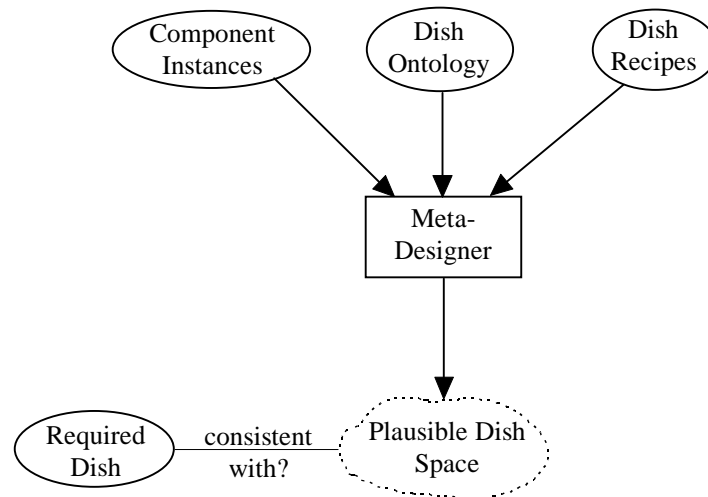 Component
Instances
Dish
Ontology
Dish
Recipes
Meta-
Designer
Required
Dish
consistent
with?
Plausible Dish
Space